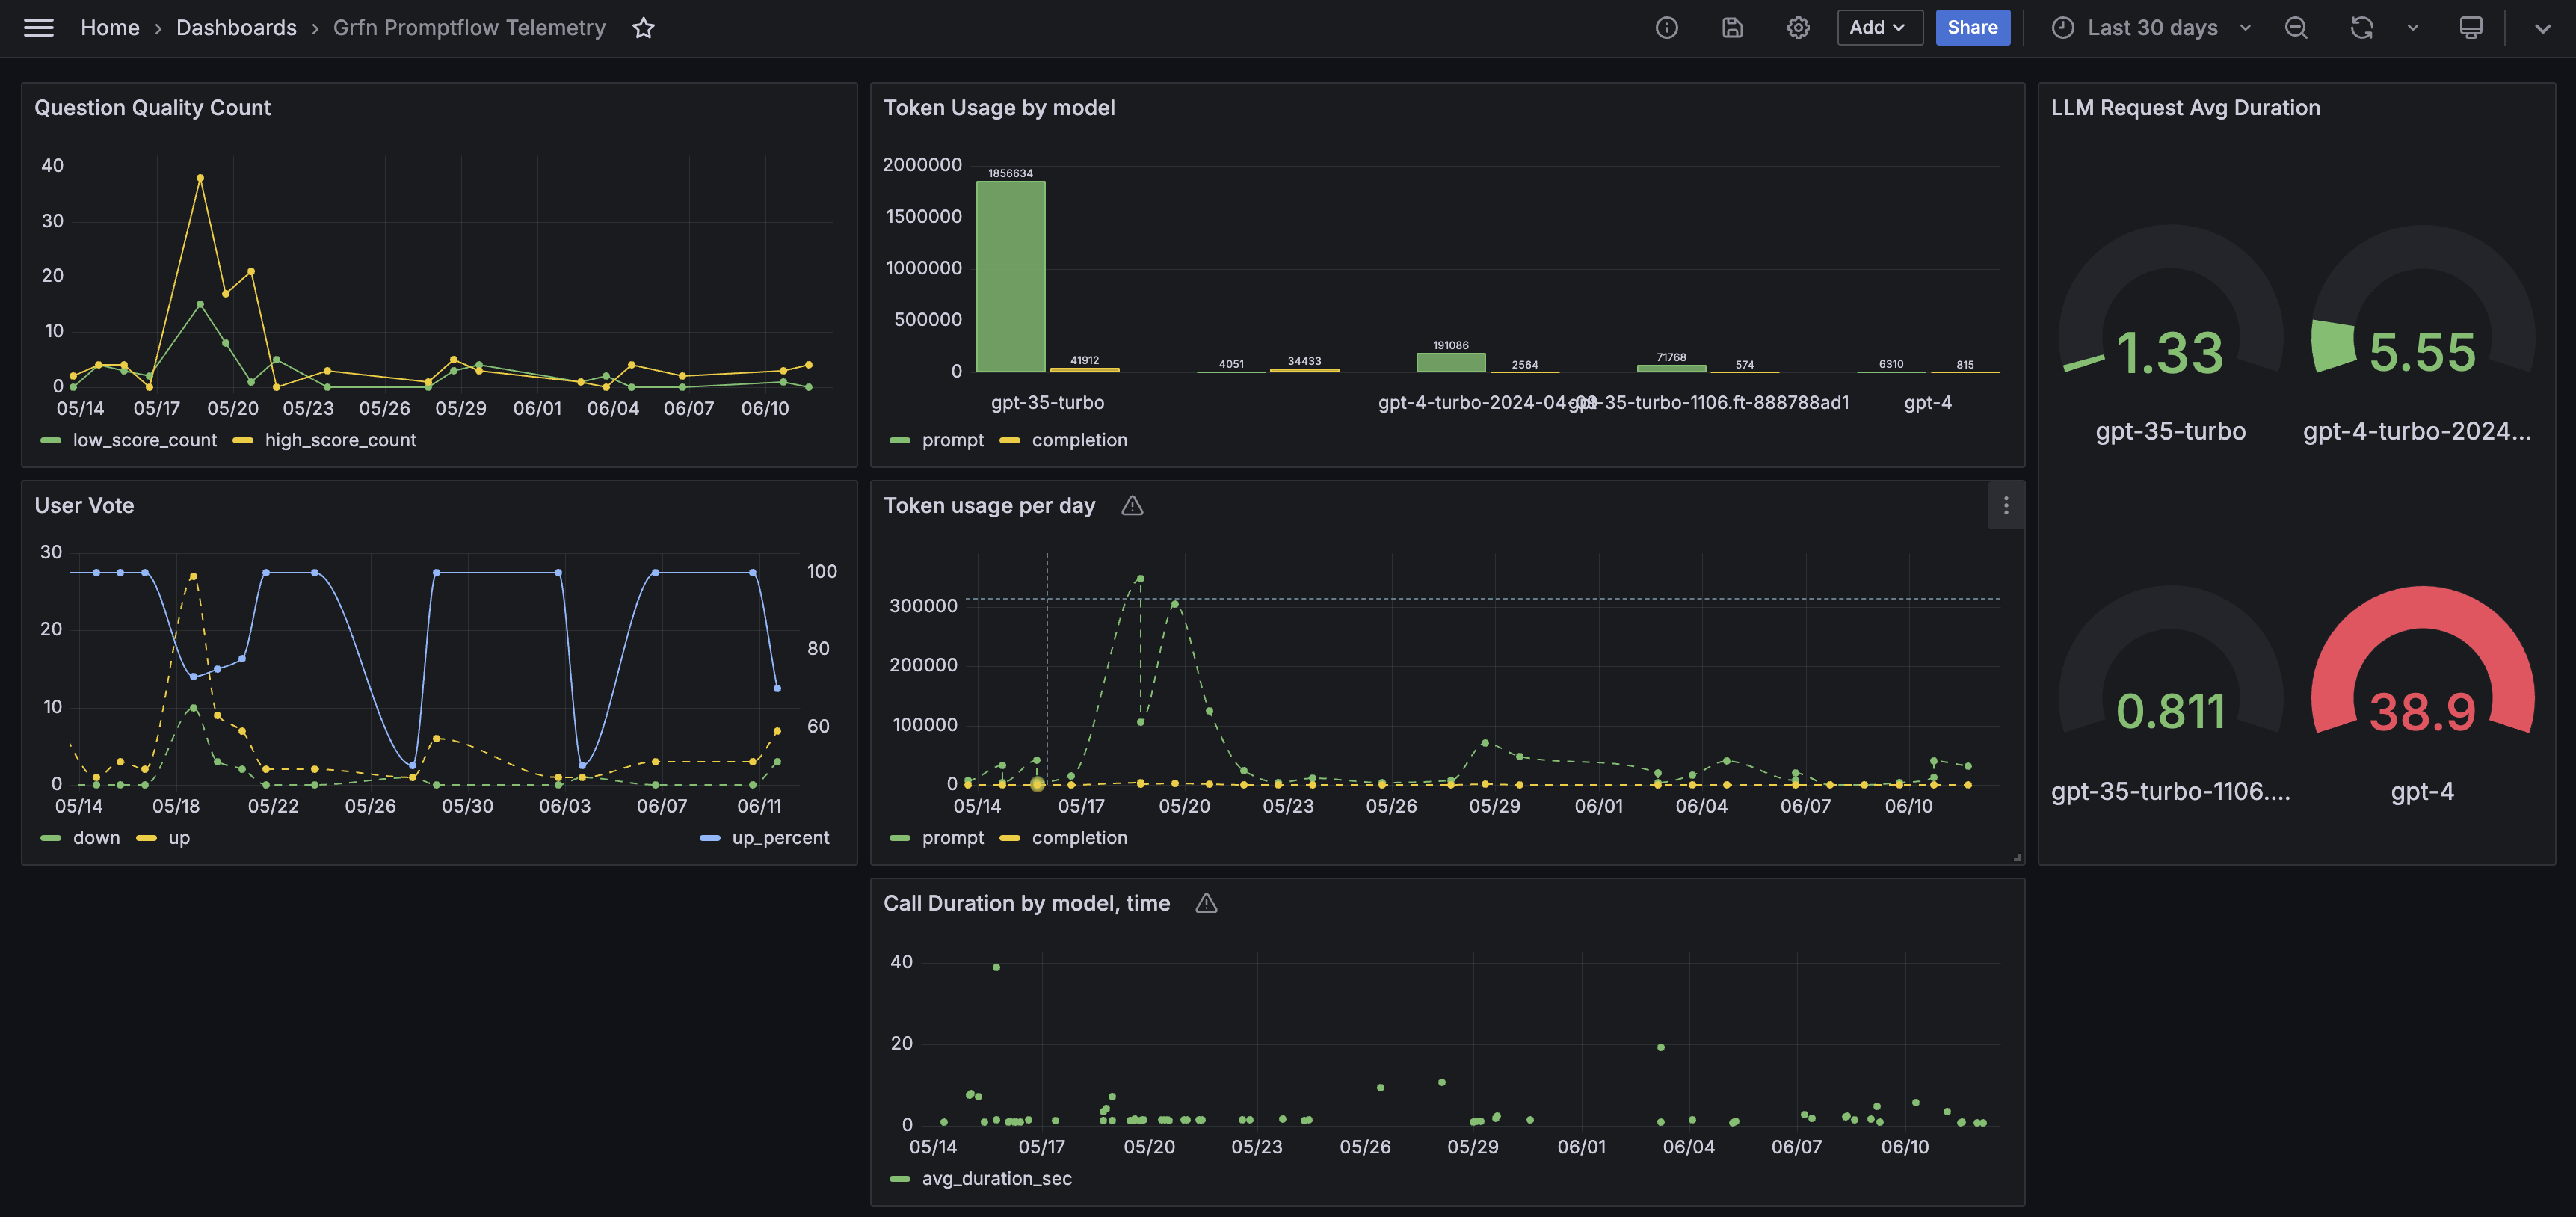 Home › Dashboards › Grfn Promptflow Telemetry
Add
Share
Last 30 days
Question Quality Count
40
30
20
10
0
05/14 05/17 05/20 05/23 05/26 05/29 06/01 06/04 06/07 06/10
low_score_count high_score_count
Token Usage by model
2000000
1500000
1000000
500000
0
1856634
41912
4051
34433
191086
2564
71768
574
6310
815
gpt-35-turbo gpt-4-turbo-2024-04-09 gpt-35-turbo-1106.ft-888788ad1 gpt-4
prompt completion
LLM Request Avg Duration
1.33
gpt-35-turbo
5.55
gpt-4-turbo-2024...
0.811
gpt-35-turbo-1106....
38.9
gpt-4
User Vote
30
20
10
0
100
80
60
05/14 05/18 05/22 05/26 05/30 06/03 06/07 06/11
down up up_percent
Token usage per day
300000
200000
100000
0
05/14 05/17 05/20 05/23 05/26 05/29 06/01 06/04 06/07 06/10
prompt completion
Call Duration by model, time
40
20
0
05/14 05/17 05/20 05/23 05/26 05/29 06/01 06/04 06/07 06/10
avg_duration_sec